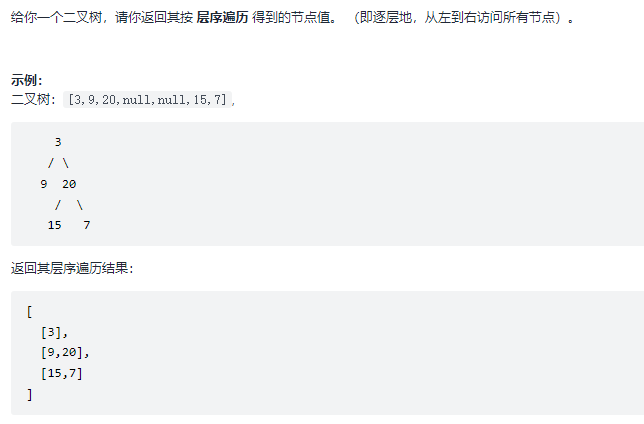 给你一个二叉树，请你返回其按 层序遍历 得到的节点值。 （即逐层地，从左到右访问所有节点）。
示例：
二叉树：[3,9,20,null,null,15,7],
3
/ \
9 20
/ \
15 7
返回其层序遍历结果：
[
[3],
[9,20],
[15,7]
]